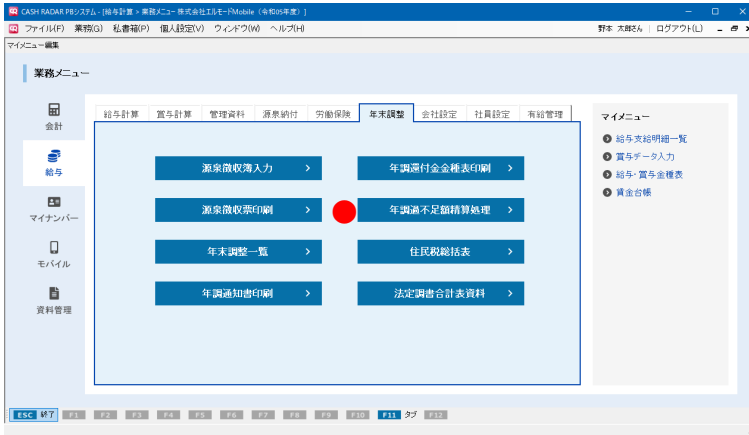 CASH RADAR PBシステム - [給与計算 > 業務メニュー 株式会社エルモードMobile (令和05年度) ]
ファイル(F) 業務(G) 私書箱(P) 個人設定(V) ウィンドウ(W) ヘルプ(H) 野本 太郎さん ログアウト(L)
マイメニュー編集
業務メニュー
会計
給与
マイナンバー
モバイル
資料管理
給与計算 賞与計算 管理資料 源泉納付 労働保険 年末調整 会社設定 社員設定 有給管理
源泉徴収簿入力 年調還付金金種表印刷
源泉徴収票印刷 年調過不足額精算処理
年末調整一覧 住民税総括表
年調通知書印刷 法定調書合計表資料
マイメニュー
給与支給明細一覧
賞与データ入力
給与・賞与金種表
賃金台帳
ESC 終了 F1 F2 F3 F4 F5 F6 F7 F8 F9 F10 F11 タブ F12